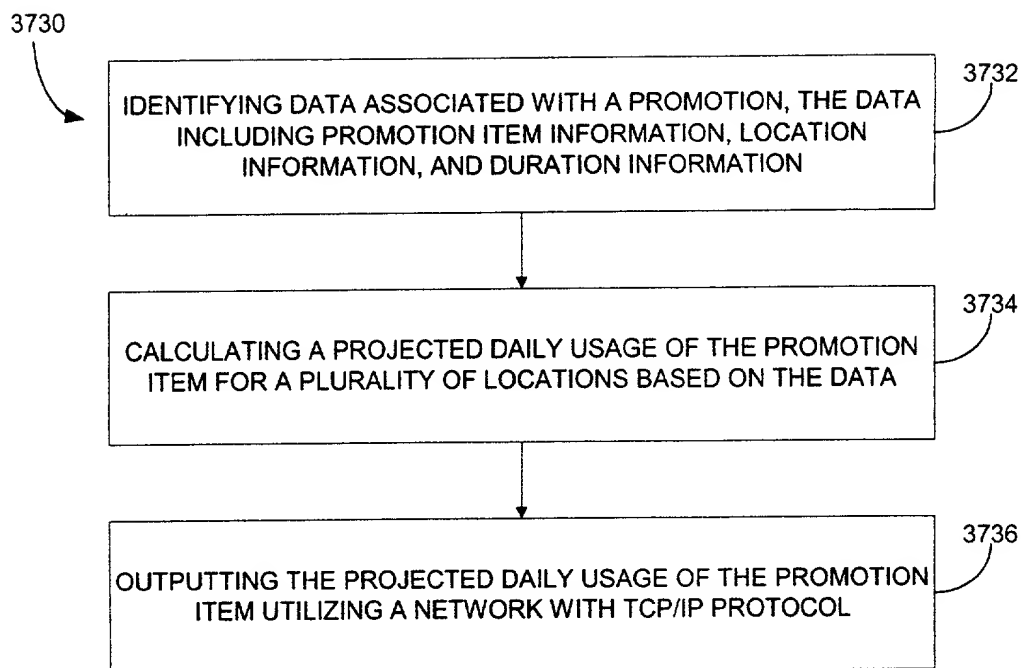 3730
3732
IDENTIFYING DATA ASSOCIATED WITH A PROMOTION, THE DATA
INCLUDING PROMOTION ITEM INFORMATION, LOCATION
INFORMATION, AND DURATION INFORMATION
3734
CALCULATING A PROJECTED DAILY USAGE OF THE PROMOTION
ITEM FOR A PLURALITY OF LOCATIONS BASED ON THE DATA
3736
OUTPUTTING THE PROJECTED DAILY USAGE OF THE PROMOTION
ITEM UTILIZING A NETWORK WITH TCP/IP PROTOCOL